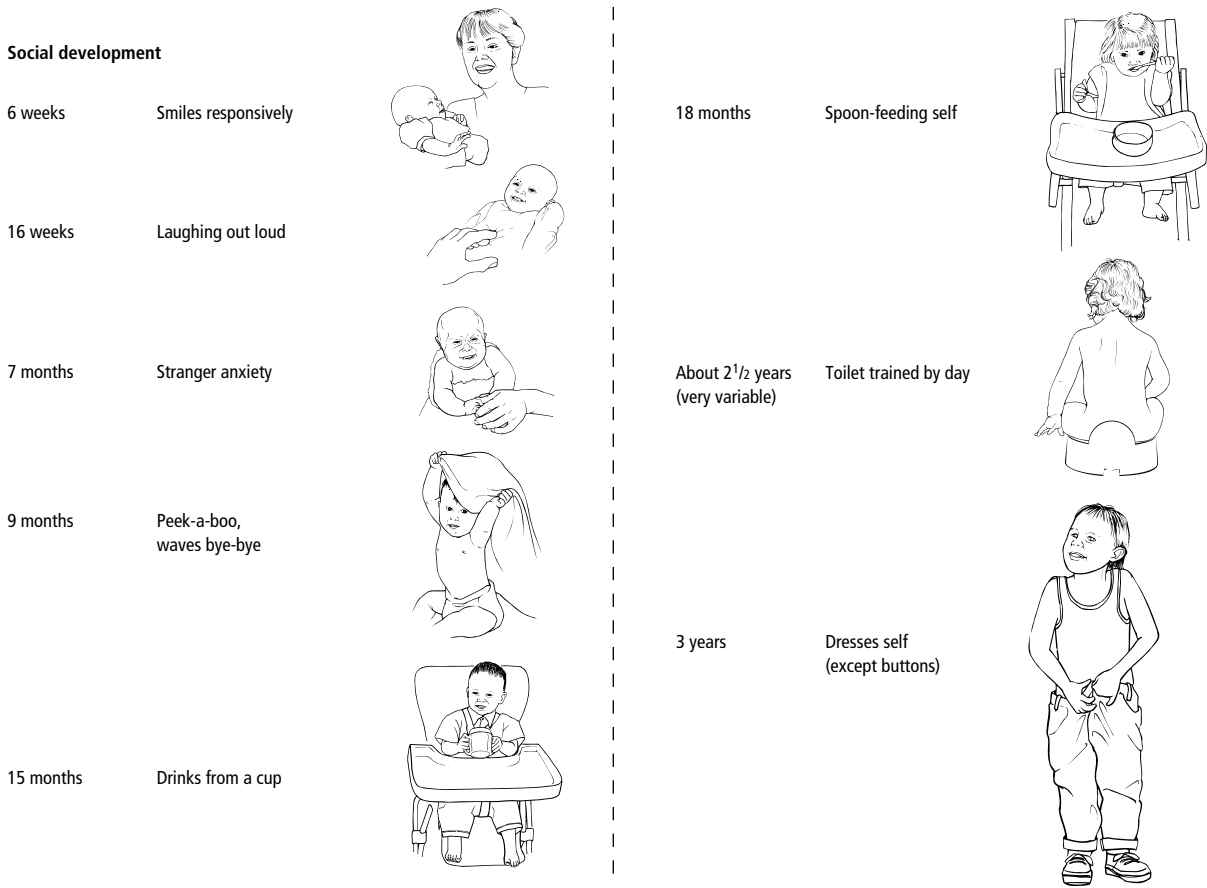 Social development
6 weeks Smiles responsively
16 weeks Laughing out loud
7 months Stranger anxiety
9 months Peek-a-boo,
waves bye-bye
15 months Drinks from a cup
18 months Spoon-feeding self
About 2 1/2 years Toilet trained by day
(very variable)
3 years Dresses self
(except buttons)